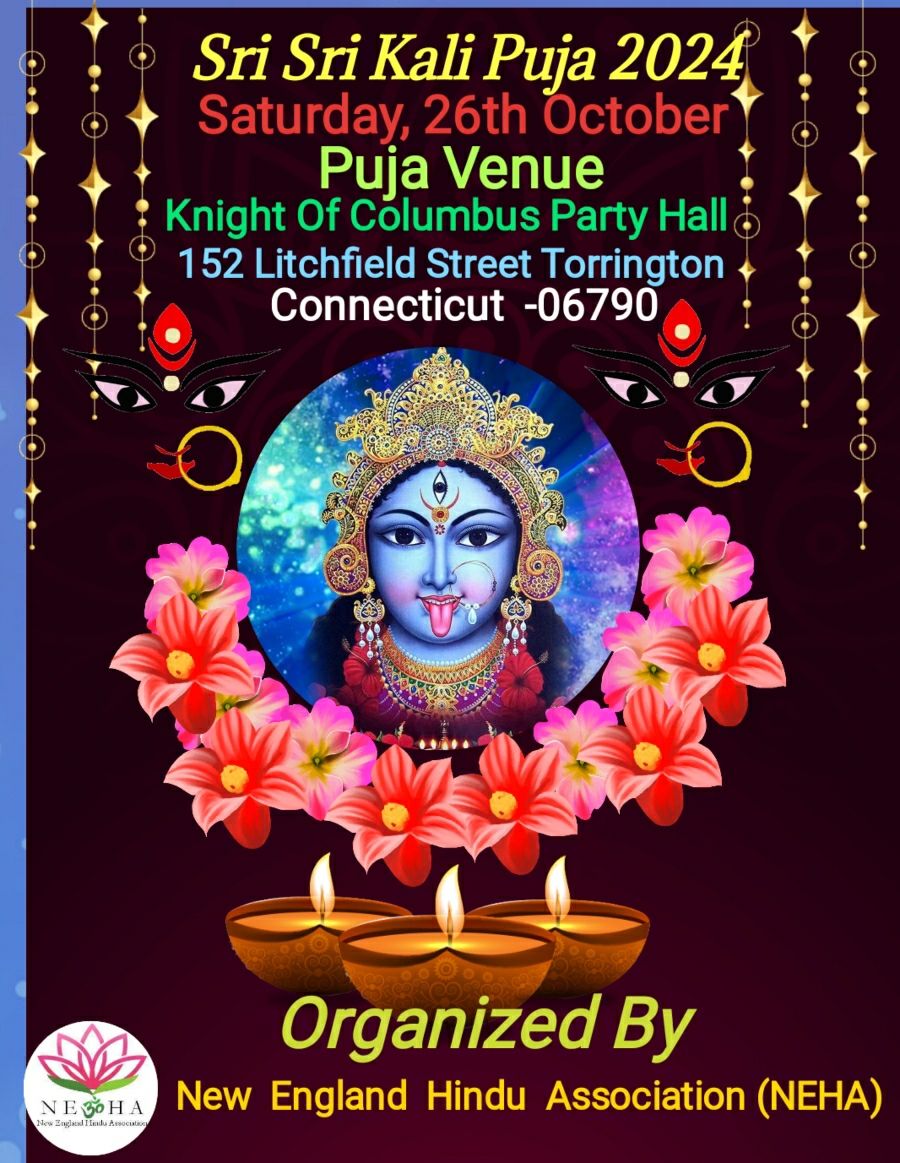 Sri Sri Kali Puja 2024
Saturday, 26th October
Puja Venue
Knight Of Columbus Party Hall
152 Litchfield Street Torrington
Connecticut -06790
Organized By
New England Hindu Association (NEHA)
NEॐHA
New England Hindu Association